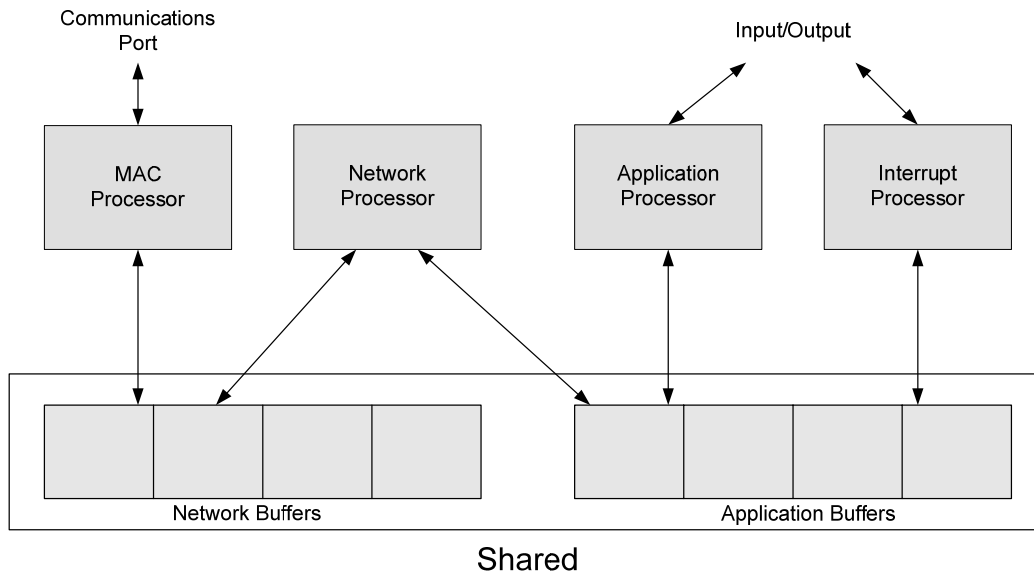 Communications
Port
Input/Output
MAC
Processor
Network
Processor
Application
Processor
Interrupt
Processor
Network Buffers
Application Buffers
Shared